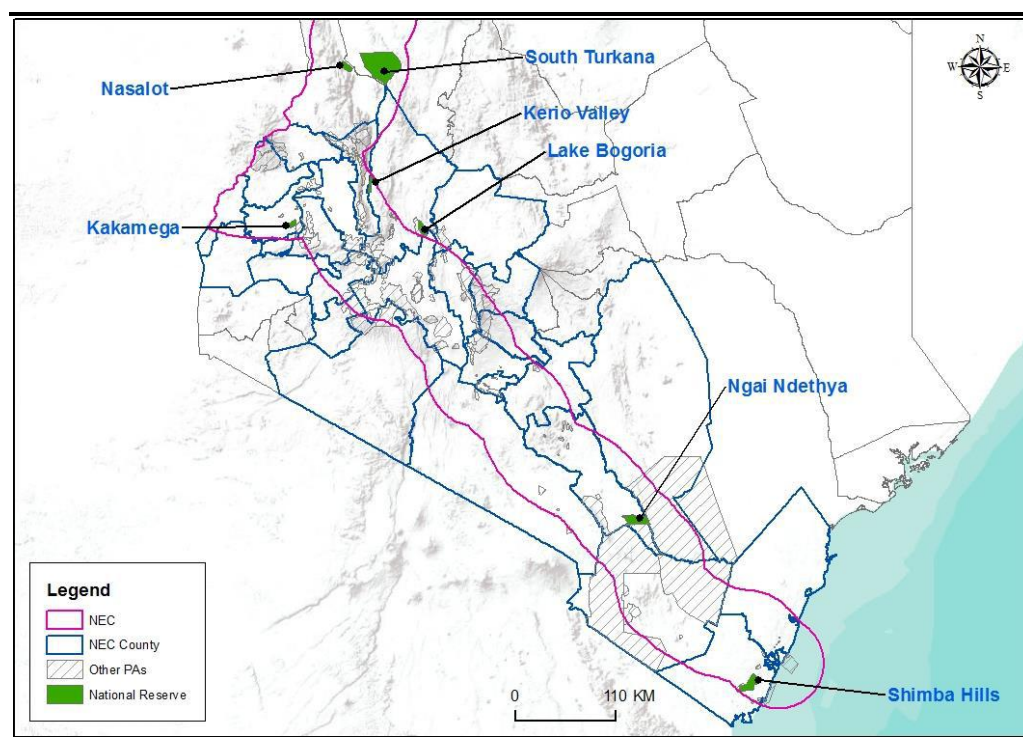 N
W E
S
South Turkana
Nasalot
Kerio Valley
Lake Bogoria
Kakamega
Ngai Ndethya
Legend
NEC
NEC County
Other PAs
National Reserve
0 110 KM
Shimba Hills